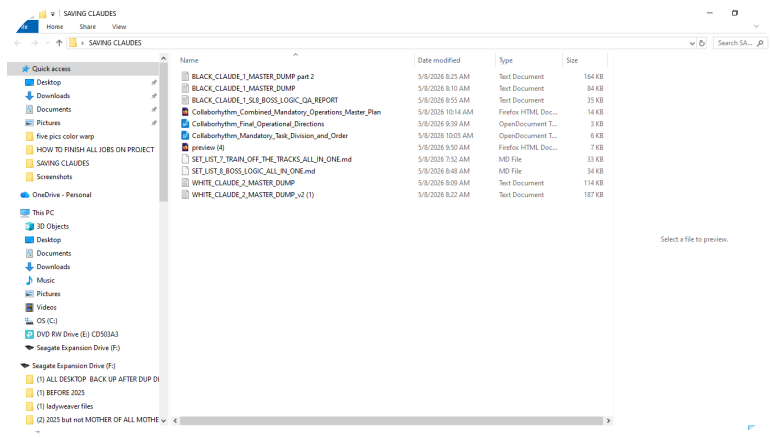 SAVING CLAUDES
Home Share View
SAVING CLAUDES
Search SA...
Name Date modified Type Size
Quick access
Desktop
Downloads
Documents
Pictures
five pics color warp
HOW TO FINISH ALL JOBS ON PROJECT
SAVING CLAUDES
Screenshots
OneDrive - Personal
This PC
3D Objects
Desktop
Documents
Downloads
Music
Pictures
Videos
OS (C:)
DVD RW Drive (E:) CD503A3
Seagate Expansion Drive (F:)
Seagate Expansion Drive (F:)
(1) ALL DESKTOP BACK UP AFTER DUP D
(1) BEFORE 2025
(1) ladyweaver files
(2) 2025 but not MOTHER OF ALL MOTHE
BLACK_CLAUDE_1_MASTER_DUMP part 2 5/8/2026 8:25 AM Text Document 164 KB
BLACK_CLAUDE_1_MASTER_DUMP 5/8/2026 8:10 AM Text Document 84 KB
BLACK_CLAUDE_1_SL8_BOSS_LOGIC_QA_REPORT 5/8/2026 8:55 AM Text Document 35 KB
Collaborhythm_Combined_Mandatory_Operations_Master_Plan 5/8/2026 10:14 AM Firefox HTML Doc... 14 KB
Collaborhythm_Final_Operational_Directions 5/8/2026 9:39 AM OpenDocument T... 3 KB
Collaborhythm_Mandatory_Task_Division_and_Order 5/8/2026 10:05 AM OpenDocument T... 6 KB
preview (4) 5/8/2026 9:50 AM Firefox HTML Doc... 7 KB
SET_LIST_7_TRAIN_OFF_THE_TRACKS_ALL_IN_ONE.md 5/8/2026 7:52 AM MD File 33 KB
SET_LIST_8_BOSS_LOGIC_ALL_IN_ONE.md 5/8/2026 8:48 AM MD File 34 KB
WHITE_CLAUDE_2_MASTER_DUMP 5/8/2026 8:09 AM Text Document 114 KB
WHITE_CLAUDE_2_MASTER_DUMP_v2 (1) 5/8/2026 8:22 AM Text Document 187 KB
Select a file to preview.